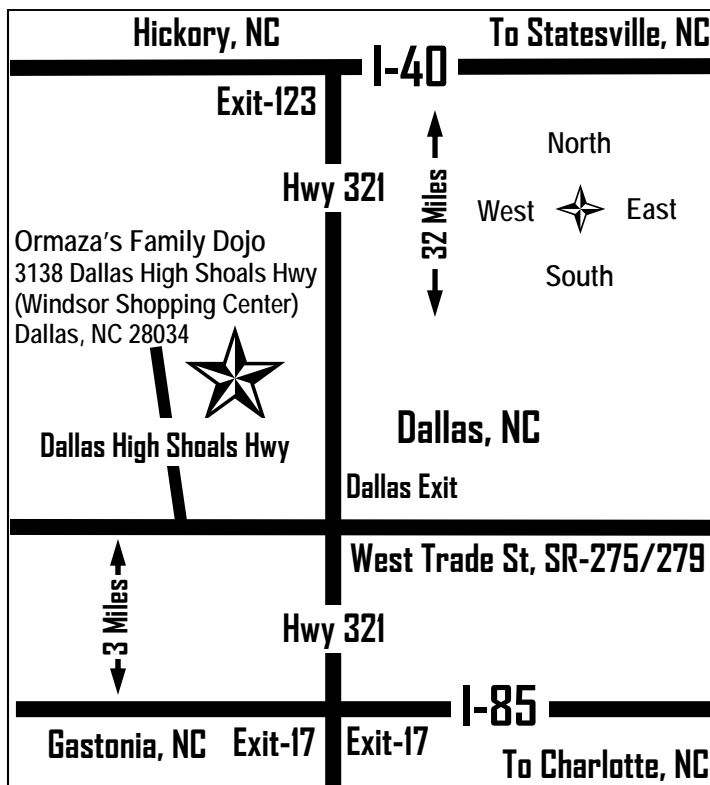 Hickory, NC
To Statesville, NC
I-40
Exit-123
North
Hwy 321
32 Miles
West
East
South
Ormaza's Family Dojo
3138 Dallas High Shoals Hwy
(Windsor Shopping Center)
Dallas, NC 28034
Dallas, NC
Dallas High Shoals Hwy
Dallas Exit
West Trade St, SR-275/279
3 Miles
Hwy 321
I-85
Gastonia, NC
Exit-17
Exit-17
To Charlotte, NC